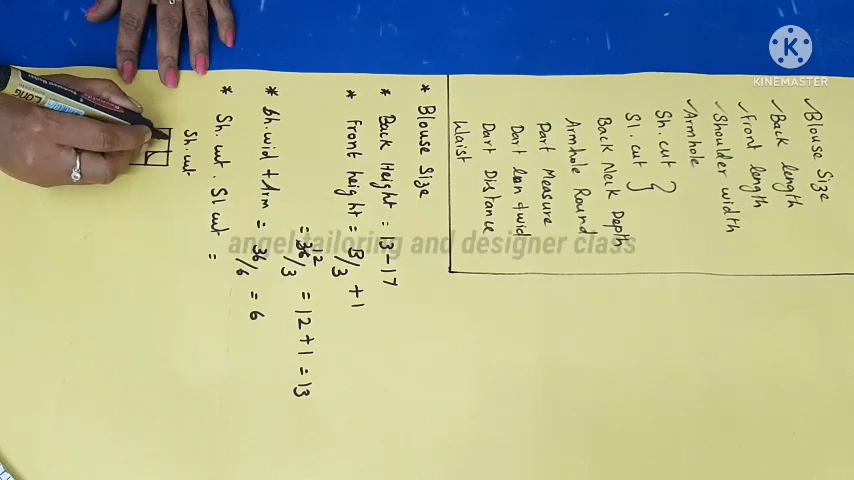 ✓Blouse Size
✓Back length
✓Front length
✓Shoulder width
✓Armhole
Sh. cut }
Sl. cut
Back Neck Depth
Armhole Round
Dart Measure
Dart len & wid
Dart Distance
Waist
* Blouse Size
* Back Height = 13 - 17
* Front height = B/3 + 1
= 36/3 = 12 + 1 = 13
12
* Sh. wid + Arm = 36/6 = 6
* Sh. cut. Sl cut =
Sh. cut
angel tailoring and designer class
K
KINEMASTER